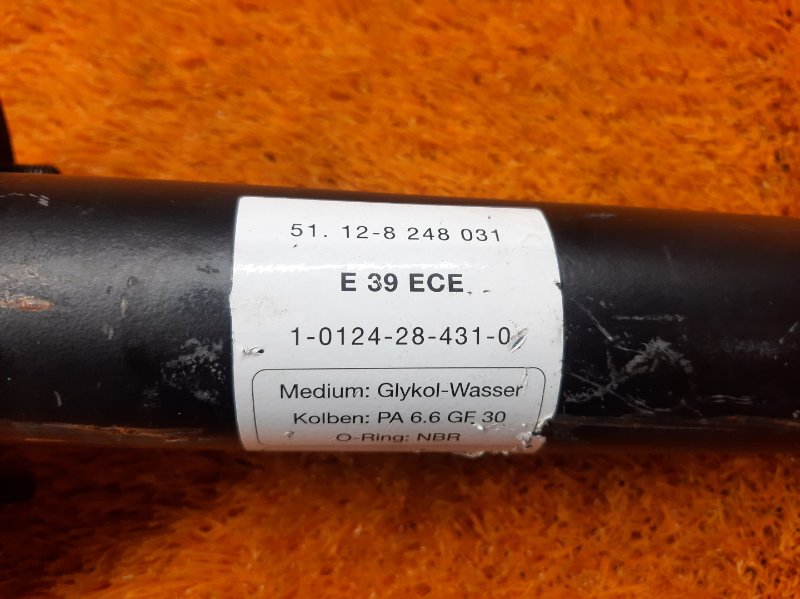 51. 12-8 248 031
E 39 ECE
1-0124-28-431-0
Medium: Glykol-Wasser
Kolben: PA 6.6 GF 30
O-Ring: NBR